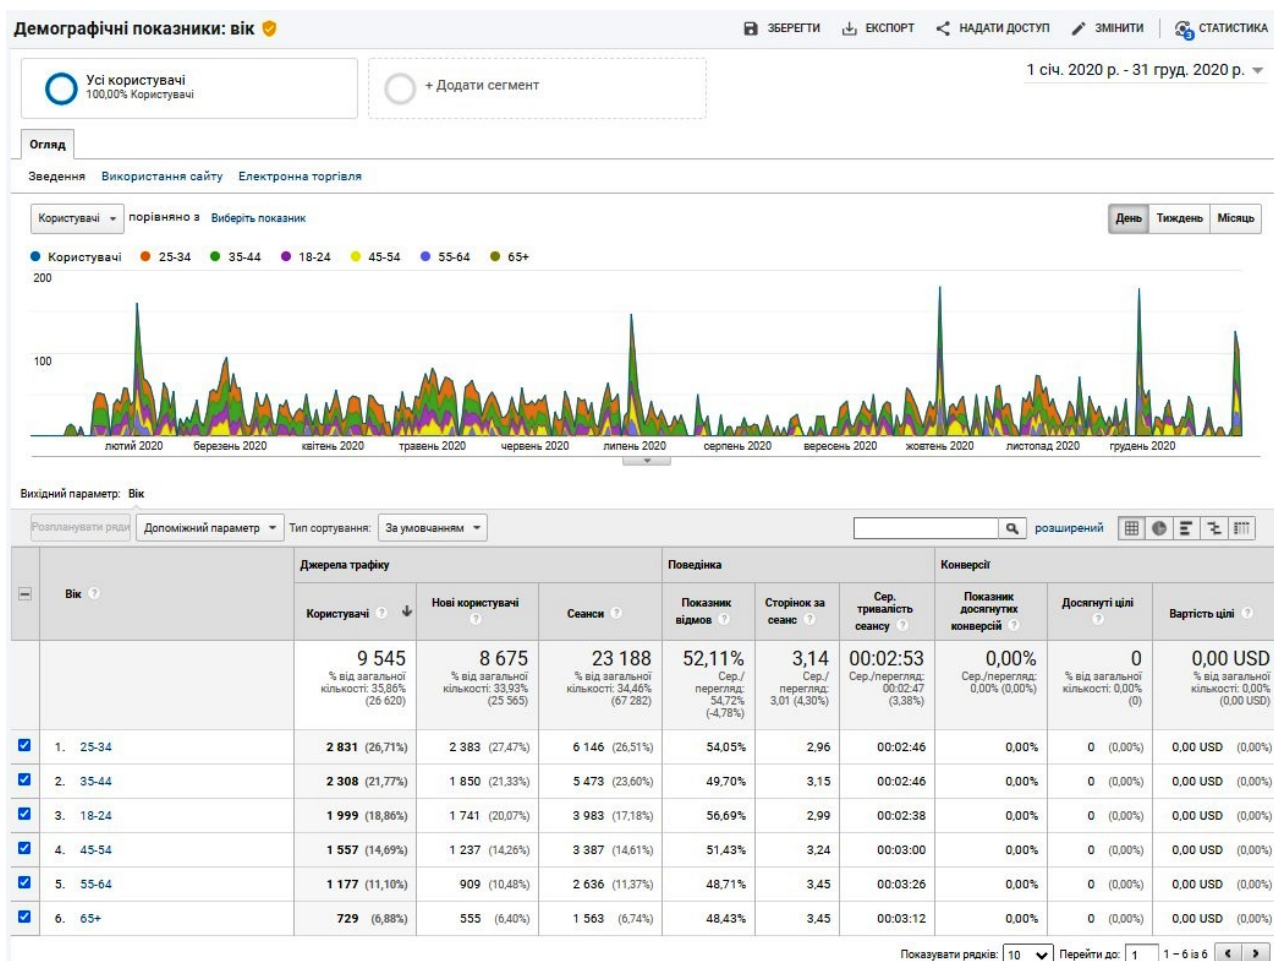 Демографічні показники: вік
ЗБЕРЕГТИ ЕКСПОРТ НАДАТИ ДОСТУП ЗМІНИТИ 3 СТАТИСТИКА
Усі користувачі
100,00% Користувачі
+ Додати сегмент
1 січ. 2020 р. - 31 груд. 2020 р.
Огляд
Зведення Використання сайту Електронна торгівля
Користувачі порівняно з Виберіть показник
День Тиждень Місяць
Користувачі 25-34 35-44 18-24 45-54 55-64 65+
200
100
лютий 2020 березень 2020 квітень 2020 травень 2020 червень 2020 липень 2020 серпень 2020 вересень 2020 жовтень 2020 листопад 2020 грудень 2020
Вихідний параметр: Вік
Розпланувати ряди Допоміжний параметр Тип сортування: За умовчанням розширений
Джерела трафіку Поведінка Конверсії
Вік ? Користувачі ? Нові користувачі ? Сеанси ? Показник відмов ? Сторінок за сеанс ? Сер. тривалість сеансу ? Показник досягнутих конверсій ? Досягнуті цілі ? Вартість цілі ?
9 545 8 675 23 188 52,11% 3,14 00:02:53 0,00% 0 0,00 USD
% від загальної кількості: 35,86% (26 620) % від загальної кількості: 33,93% (25 565) % від загальної кількості: 34,46% (67 282) Сер./перегляд: 54,72% (-4,78%) Сер./перегляд: 3,01 (4,30%) Сер./перегляд: 00:02:47 (3,38%) Сер./перегляд: 0,00% (0,00%) % від загальної кількості: 0,00% (0) % від загальної кількості: 0,00% (0,00 USD)
1. 25-34 2 831 (26,71%) 2 383 (27,47%) 6 146 (26,51%) 54,05% 2,96 00:02:46 0,00% 0 (0,00%) 0,00 USD (0,00%)
2. 35-44 2 308 (21,77%) 1 850 (21,33%) 5 473 (23,60%) 49,70% 3,15 00:02:46 0,00% 0 (0,00%) 0,00 USD (0,00%)
3. 18-24 1 999 (18,86%) 1 741 (20,07%) 3 983 (17,18%) 56,69% 2,99 00:02:38 0,00% 0 (0,00%) 0,00 USD (0,00%)
4. 45-54 1 557 (14,69%) 1 237 (14,26%) 3 387 (14,61%) 51,43% 3,24 00:03:00 0,00% 0 (0,00%) 0,00 USD (0,00%)
5. 55-64 1 177 (11,10%) 909 (10,48%) 2 636 (11,37%) 48,71% 3,45 00:03:26 0,00% 0 (0,00%) 0,00 USD (0,00%)
6. 65+ 729 (6,88%) 555 (6,40%) 1 563 (6,74%) 48,43% 3,45 00:03:12 0,00% 0 (0,00%) 0,00 USD (0,00%)
Показувати рядків: 10 Перейти до: 1 1 – 6 із 6